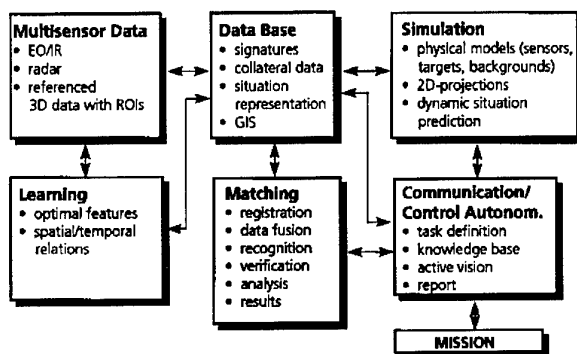 Multisensor Data
• EO/IR
• radar
• referenced
3D data with ROIs
Data Base
• signatures
• collateral data
• situation
representation
• GIS
Simulation
• physical models (sensors,
targets, backgrounds)
• 2D-projections
• dynamic situation
prediction
Learning
• optimal features
• spatial/temporal
relations
Matching
• registration
• data fusion
• recognition
• verification
• analysis
• results
Communication/
Control Autonom.
• task definition
• knowledge base
• active vision
• report
MISSION